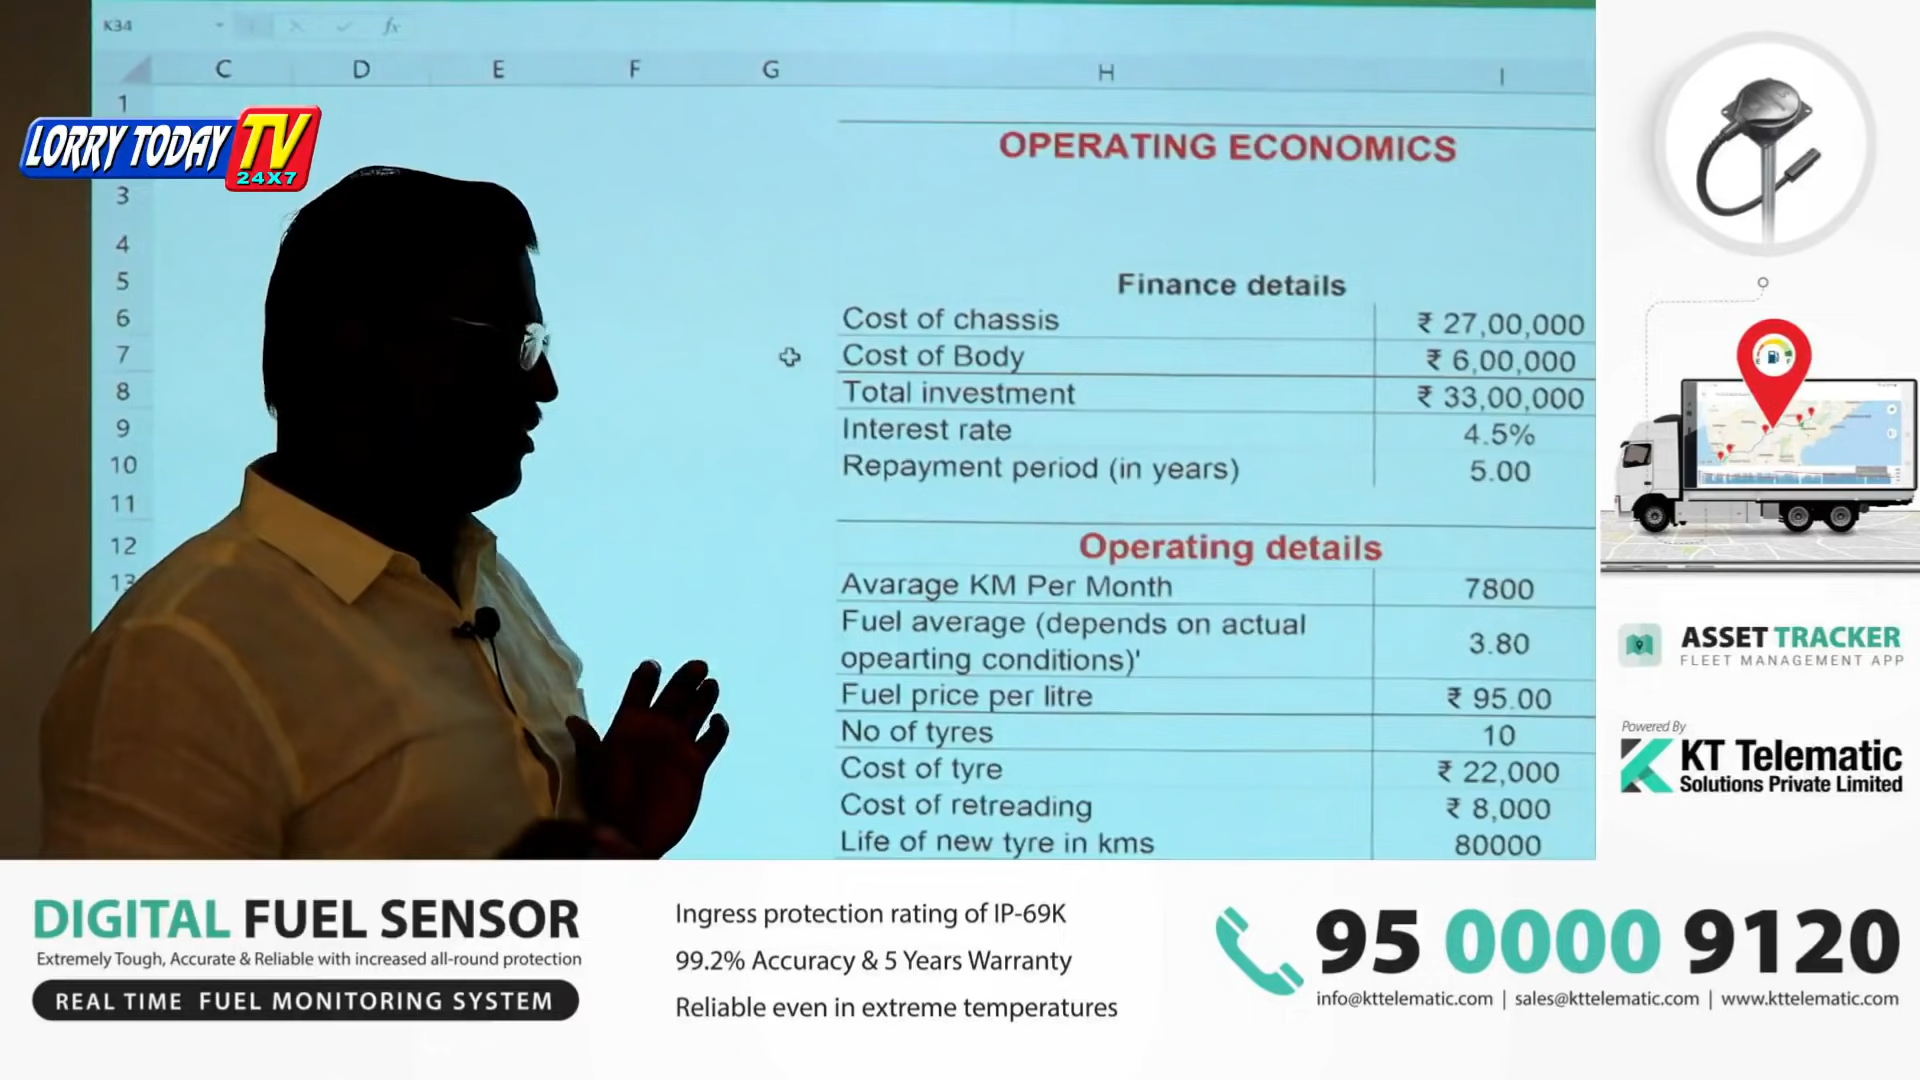 K34
fx
C D E F G H I
1
LORRY TODAY TV
24X7
OPERATING ECONOMICS
3
4
5 Finance details
6 Cost of chassis ₹ 27,00,000
7 Cost of Body ₹ 6,00,000
8 Total investment ₹ 33,00,000
9 Interest rate 4.5%
10 Repayment period (in years) 5.00
11
12 Operating details
13 Avarage KM Per Month 7800
Fuel average (depends on actual
opearting conditions)' 3.80
Fuel price per litre ₹ 95.00
No of tyres 10
Cost of tyre ₹ 22,000
Cost of retreading ₹ 8,000
Life of new tyre in kms 80000
ASSET TRACKER
FLEET MANAGEMENT APP
Powered By
KT Telematic
Solutions Private Limited
DIGITAL FUEL SENSOR
Extremely Tough, Accurate & Reliable with increased all-round protection
REAL TIME FUEL MONITORING SYSTEM
Ingress protection rating of IP-69K
99.2% Accuracy & 5 Years Warranty
Reliable even in extreme temperatures
95 0000 9120
info@kttelematic.com | sales@kttelematic.com | www.kttelematic.com